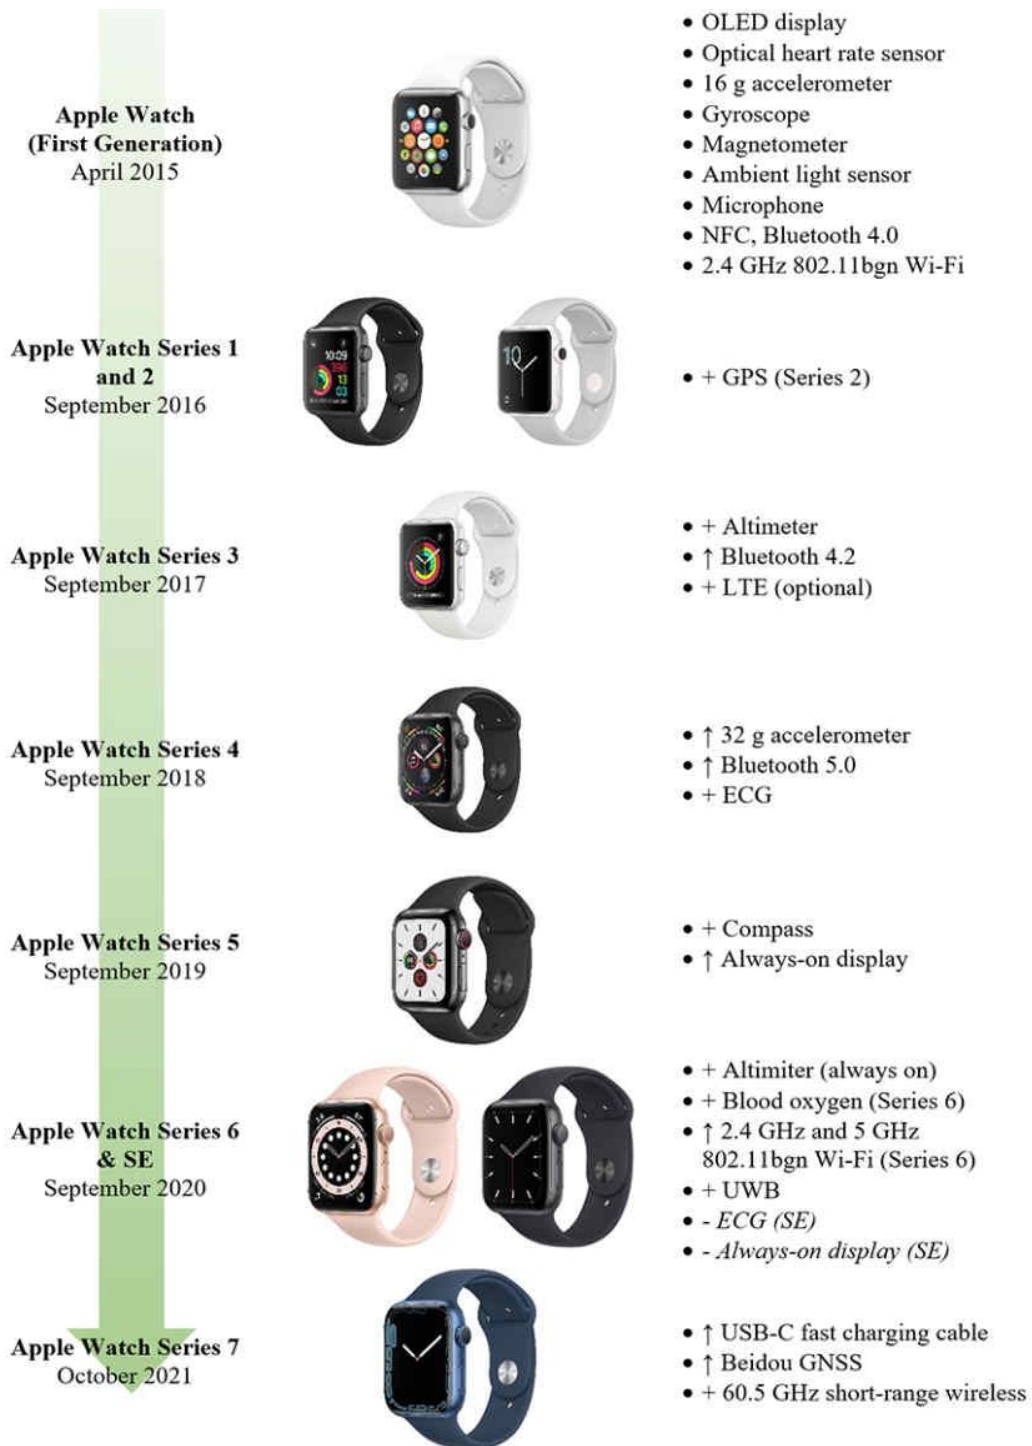 Apple Watch
(First Generation)
April 2015
• OLED display
• Optical heart rate sensor
• 16 g accelerometer
• Gyroscope
• Magnetometer
• Ambient light sensor
• Microphone
• NFC, Bluetooth 4.0
• 2.4 GHz 802.11bgn Wi-Fi
Apple Watch Series 1
and 2
September 2016
10:09
13
03
10
• + GPS (Series 2)
Apple Watch Series 3
September 2017
• + Altimeter
• ↑ Bluetooth 4.2
• + LTE (optional)
Apple Watch Series 4
September 2018
• ↑ 32 g accelerometer
• ↑ Bluetooth 5.0
• + ECG
Apple Watch Series 5
September 2019
• + Compass
• ↑ Always-on display
Apple Watch Series 6
& SE
September 2020
• + Altimiter (always on)
• + Blood oxygen (Series 6)
• ↑ 2.4 GHz and 5 GHz
802.11bgn Wi-Fi (Series 6)
• + UWB
• - ECG (SE)
• - Always-on display (SE)
Apple Watch Series 7
October 2021
• ↑ USB-C fast charging cable
• ↑ Beidou GNSS
• + 60.5 GHz short-range wireless